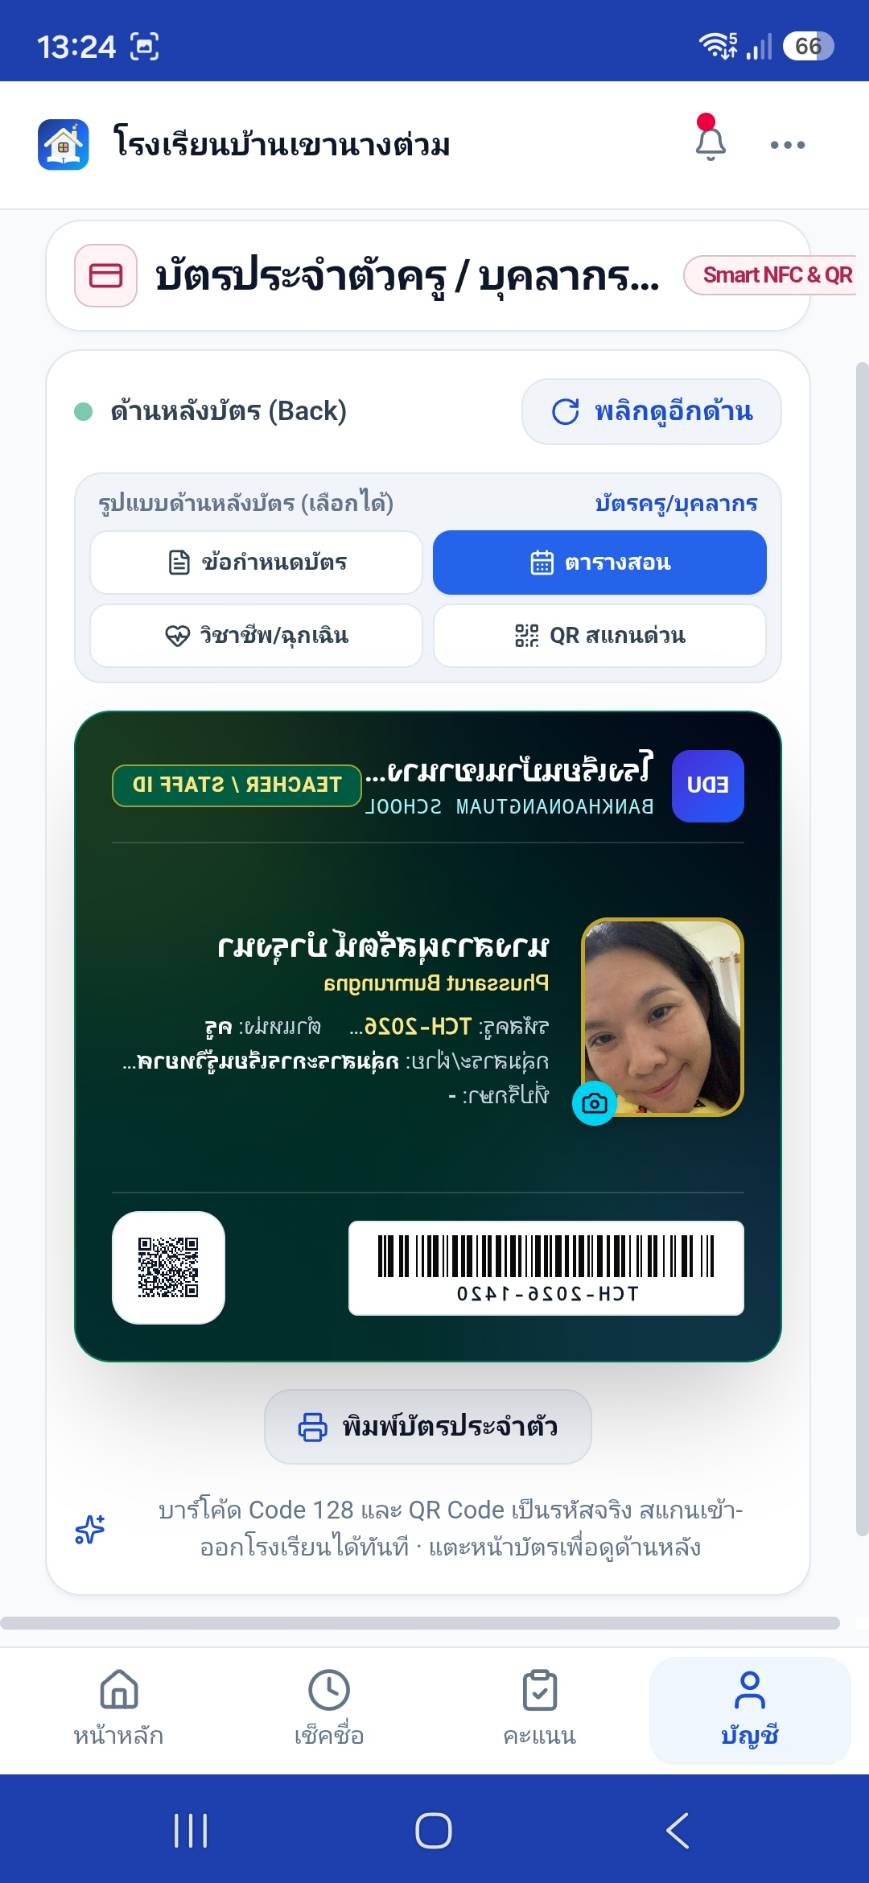 13:24
5
66
โรงเรียนบ้านเขานางต่วม
บัตรประจำตัวครู / บุคลากร...
Smart NFC & QR
ด้านหลังบัตร (Back)
พลิกดูอีกด้าน
รูปแบบด้านหลังบัตร (เลือกได้)
บัตรครู/บุคลากร
ข้อกำหนดบัตร
ตารางสอน
วิชาชีพ/ฉุกเฉิน
QR สแกนด่วน
EDU
โรงเรียนบ้านเขานาง...
BANKHAONANGTUAM SCHOOL
TEACHER / STAFF ID
นางสาวผุสรัตน์ บำรุงนา
Phussarut Bumrungna
รหัสครู: TCH-2026... ตำแหน่ง: ครู
กลุ่มสาระ/ฝ่าย: กลุ่มสาระการเรียนรู้วิทยาศ...
ที่ปรึกษา: -
TCH-2026-1420
พิมพ์บัตรประจำตัว
บาร์โค้ด Code 128 และ QR Code เป็นรหัสจริง สแกนเข้า-
ออกโรงเรียนได้ทันที · แตะหน้าบัตรเพื่อดูด้านหลัง
หน้าหลัก
เช็คชื่อ
คะแนน
บัญชี